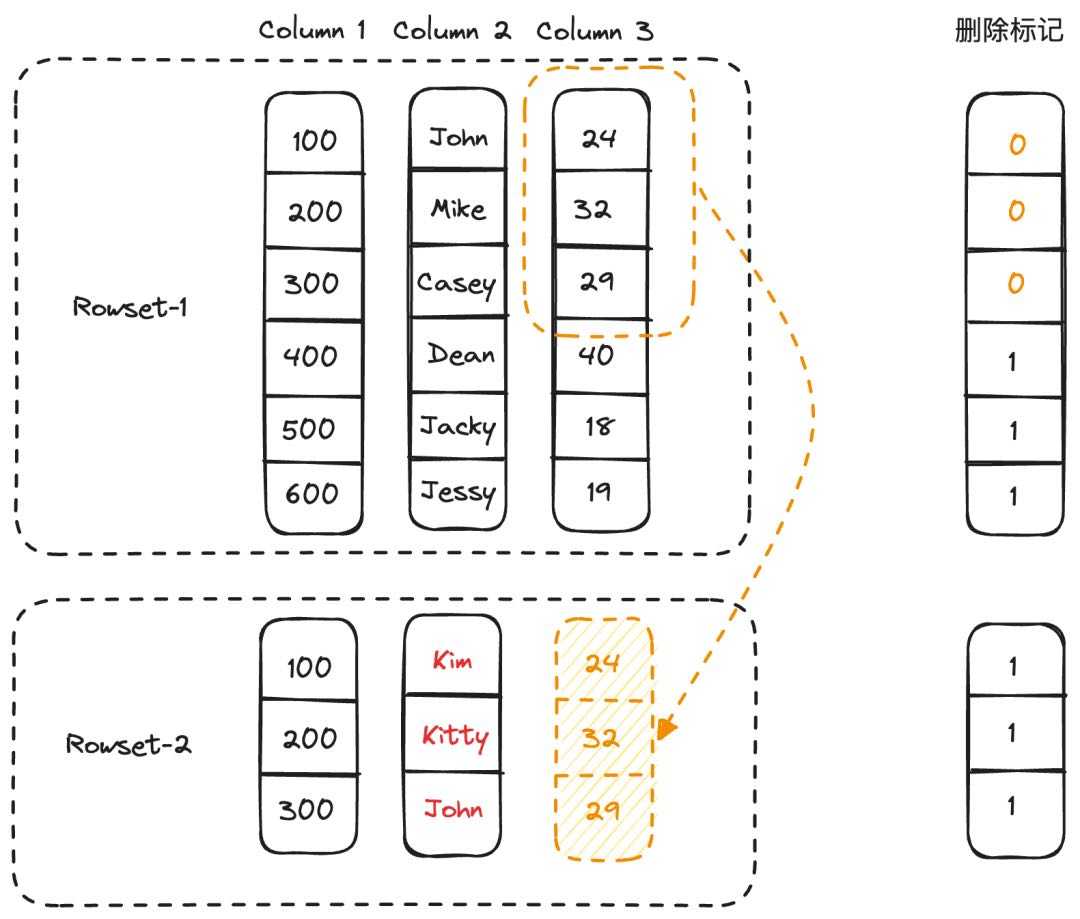 Column 1 Column 2 Column 3 删除标记
100 John 24 0
200 Mike 32 0
300 Casey 29 0
Rowset-1
400 Dean 40 1
500 Jacky 18 1
600 Jessy 19 1
100 Kim 24 1
Rowset-2 200 Kitty 32 1
300 John 29 1